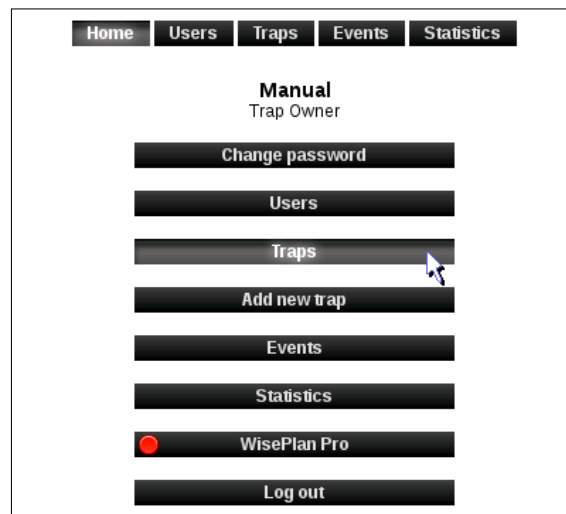 Home Users Traps Events Statistics
Manual
Trap Owner
Change password
Users
Traps
Add new trap
Events
Statistics
WisePlan Pro
Log out